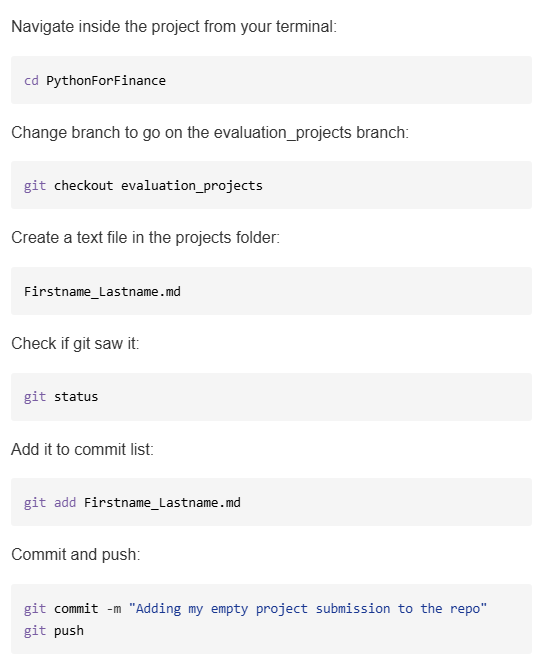 Navigate inside the project from your terminal:
cd PythonForFinance
Change branch to go on the evaluation_projects branch:
git checkout evaluation_projects
Create a text file in the projects folder:
Firstname_Lastname.md
Check if git saw it:
git status
Add it to commit list:
git add Firstname_Lastname.md
Commit and push:
git commit -m "Adding my empty project submission to the repo"
git push